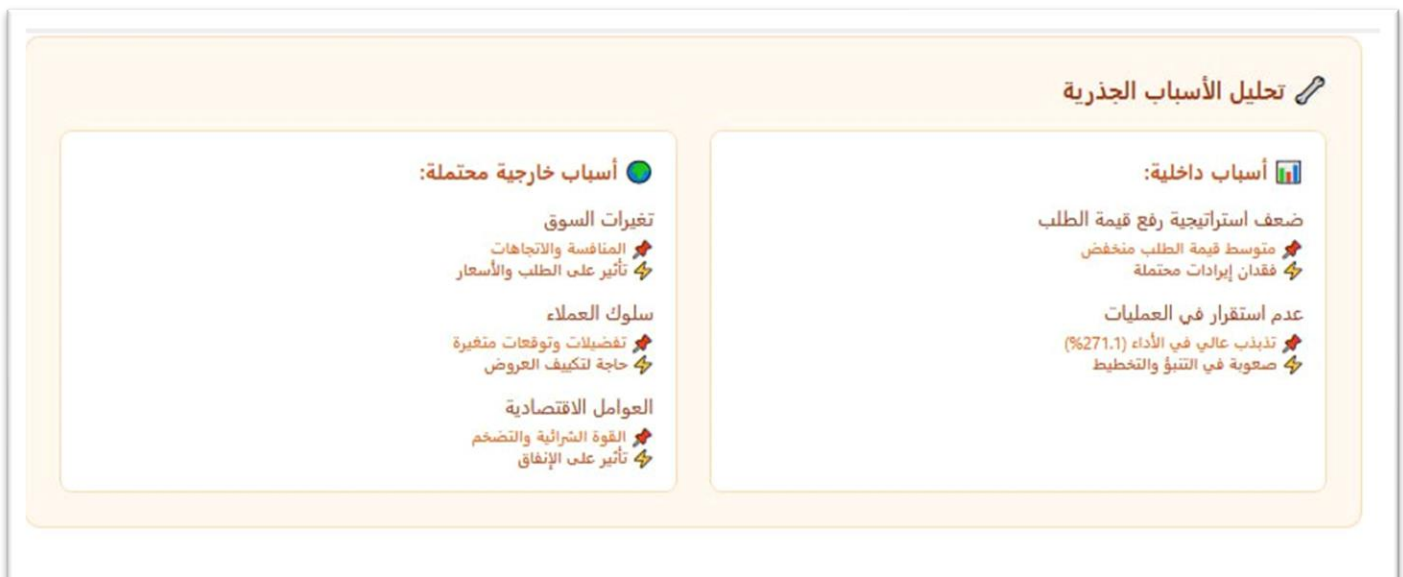 تحليل الأسباب الجذرية
أسباب داخلية:
ضعف استراتيجية رفع قيمة الطلب
متوسط قيمة الطلب منخفض
فقدان إيرادات محتملة
عدم استقرار في العمليات
تذبذب عالي في الأداء (271.1%)
صعوبة في التنبؤ والتخطيط
أسباب خارجية محتملة:
تغيرات السوق
المنافسة والاتجاهات
تأثير على الطلب والأسعار
سلوك العملاء
تفضيلات وتوقعات متغيرة
حاجة لتكييف العروض
العوامل الاقتصادية
القوة الشرائية والتضخم
تأثير على الإنفاق